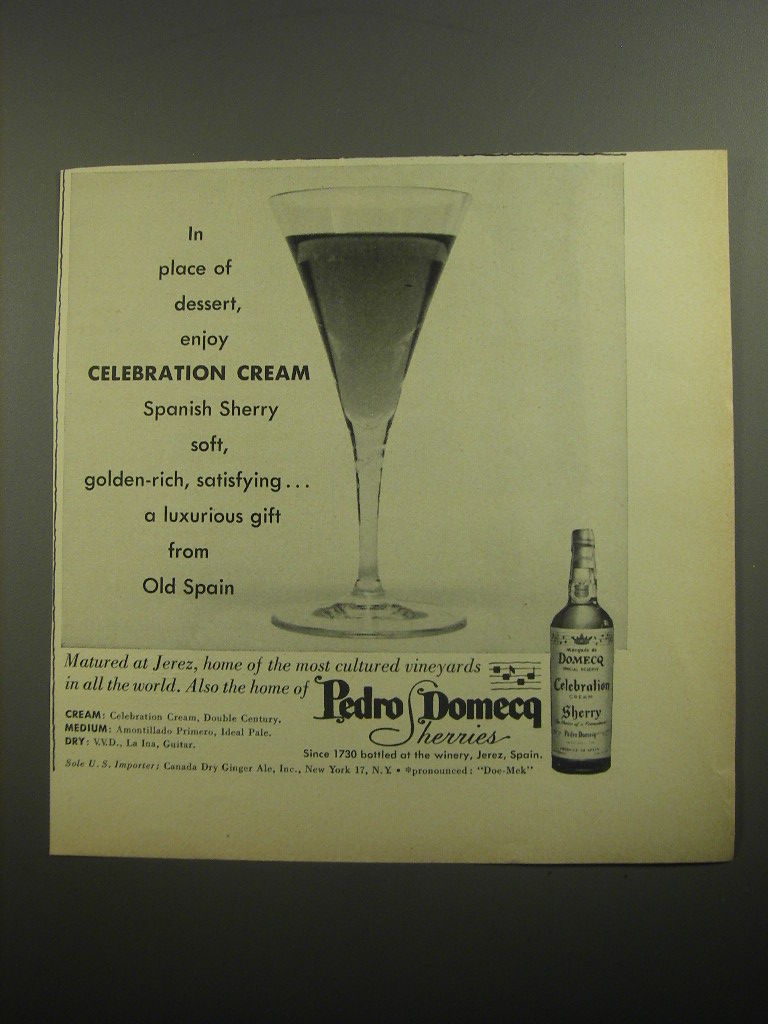 In
place of
dessert,
enjoy
CELEBRATION CREAM
Spanish Sherry
soft,
golden-rich, satisfying...
a luxurious gift
from
Old Spain
Matured at Jerez, home of the most cultured vineyards
in all the world. Also the home of
Pedro Domecq
Sherries
CREAM: Celebration Cream, Double Century.
MEDIUM: Amontillado Primero, Ideal Pale.
DRY: V.V.D., La Ina, Guitar.
Since 1730 bottled at the winery, Jerez, Spain.
Sole U.S. Importer: Canada Dry Ginger Ale, Inc., New York 17, N.Y. • *pronounced: "Doe-Mek"
Marqués de
DOMECQ
Celebration
CREAM
Sherry
Pedro Domecq